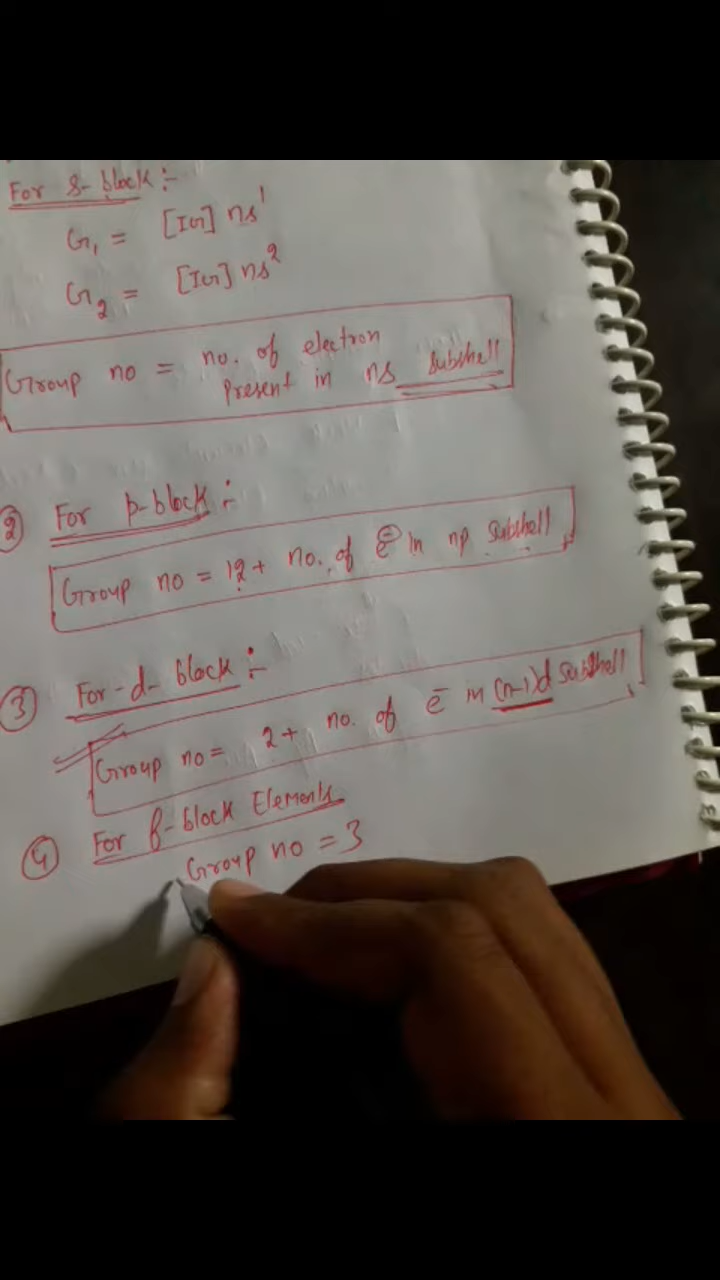 For s-block :-
G1 = [IG] ns¹
G2 = [IG] ns²
Group no = no. of electron
present in ns subshell
② For p-block :-
Group no = 12 + no. of e⁻ in np subshell
③ For -d- block :-
Group no = 2 + no. of e⁻ in (n-1)d subshell
④ For f-block Elements
Group no = 3